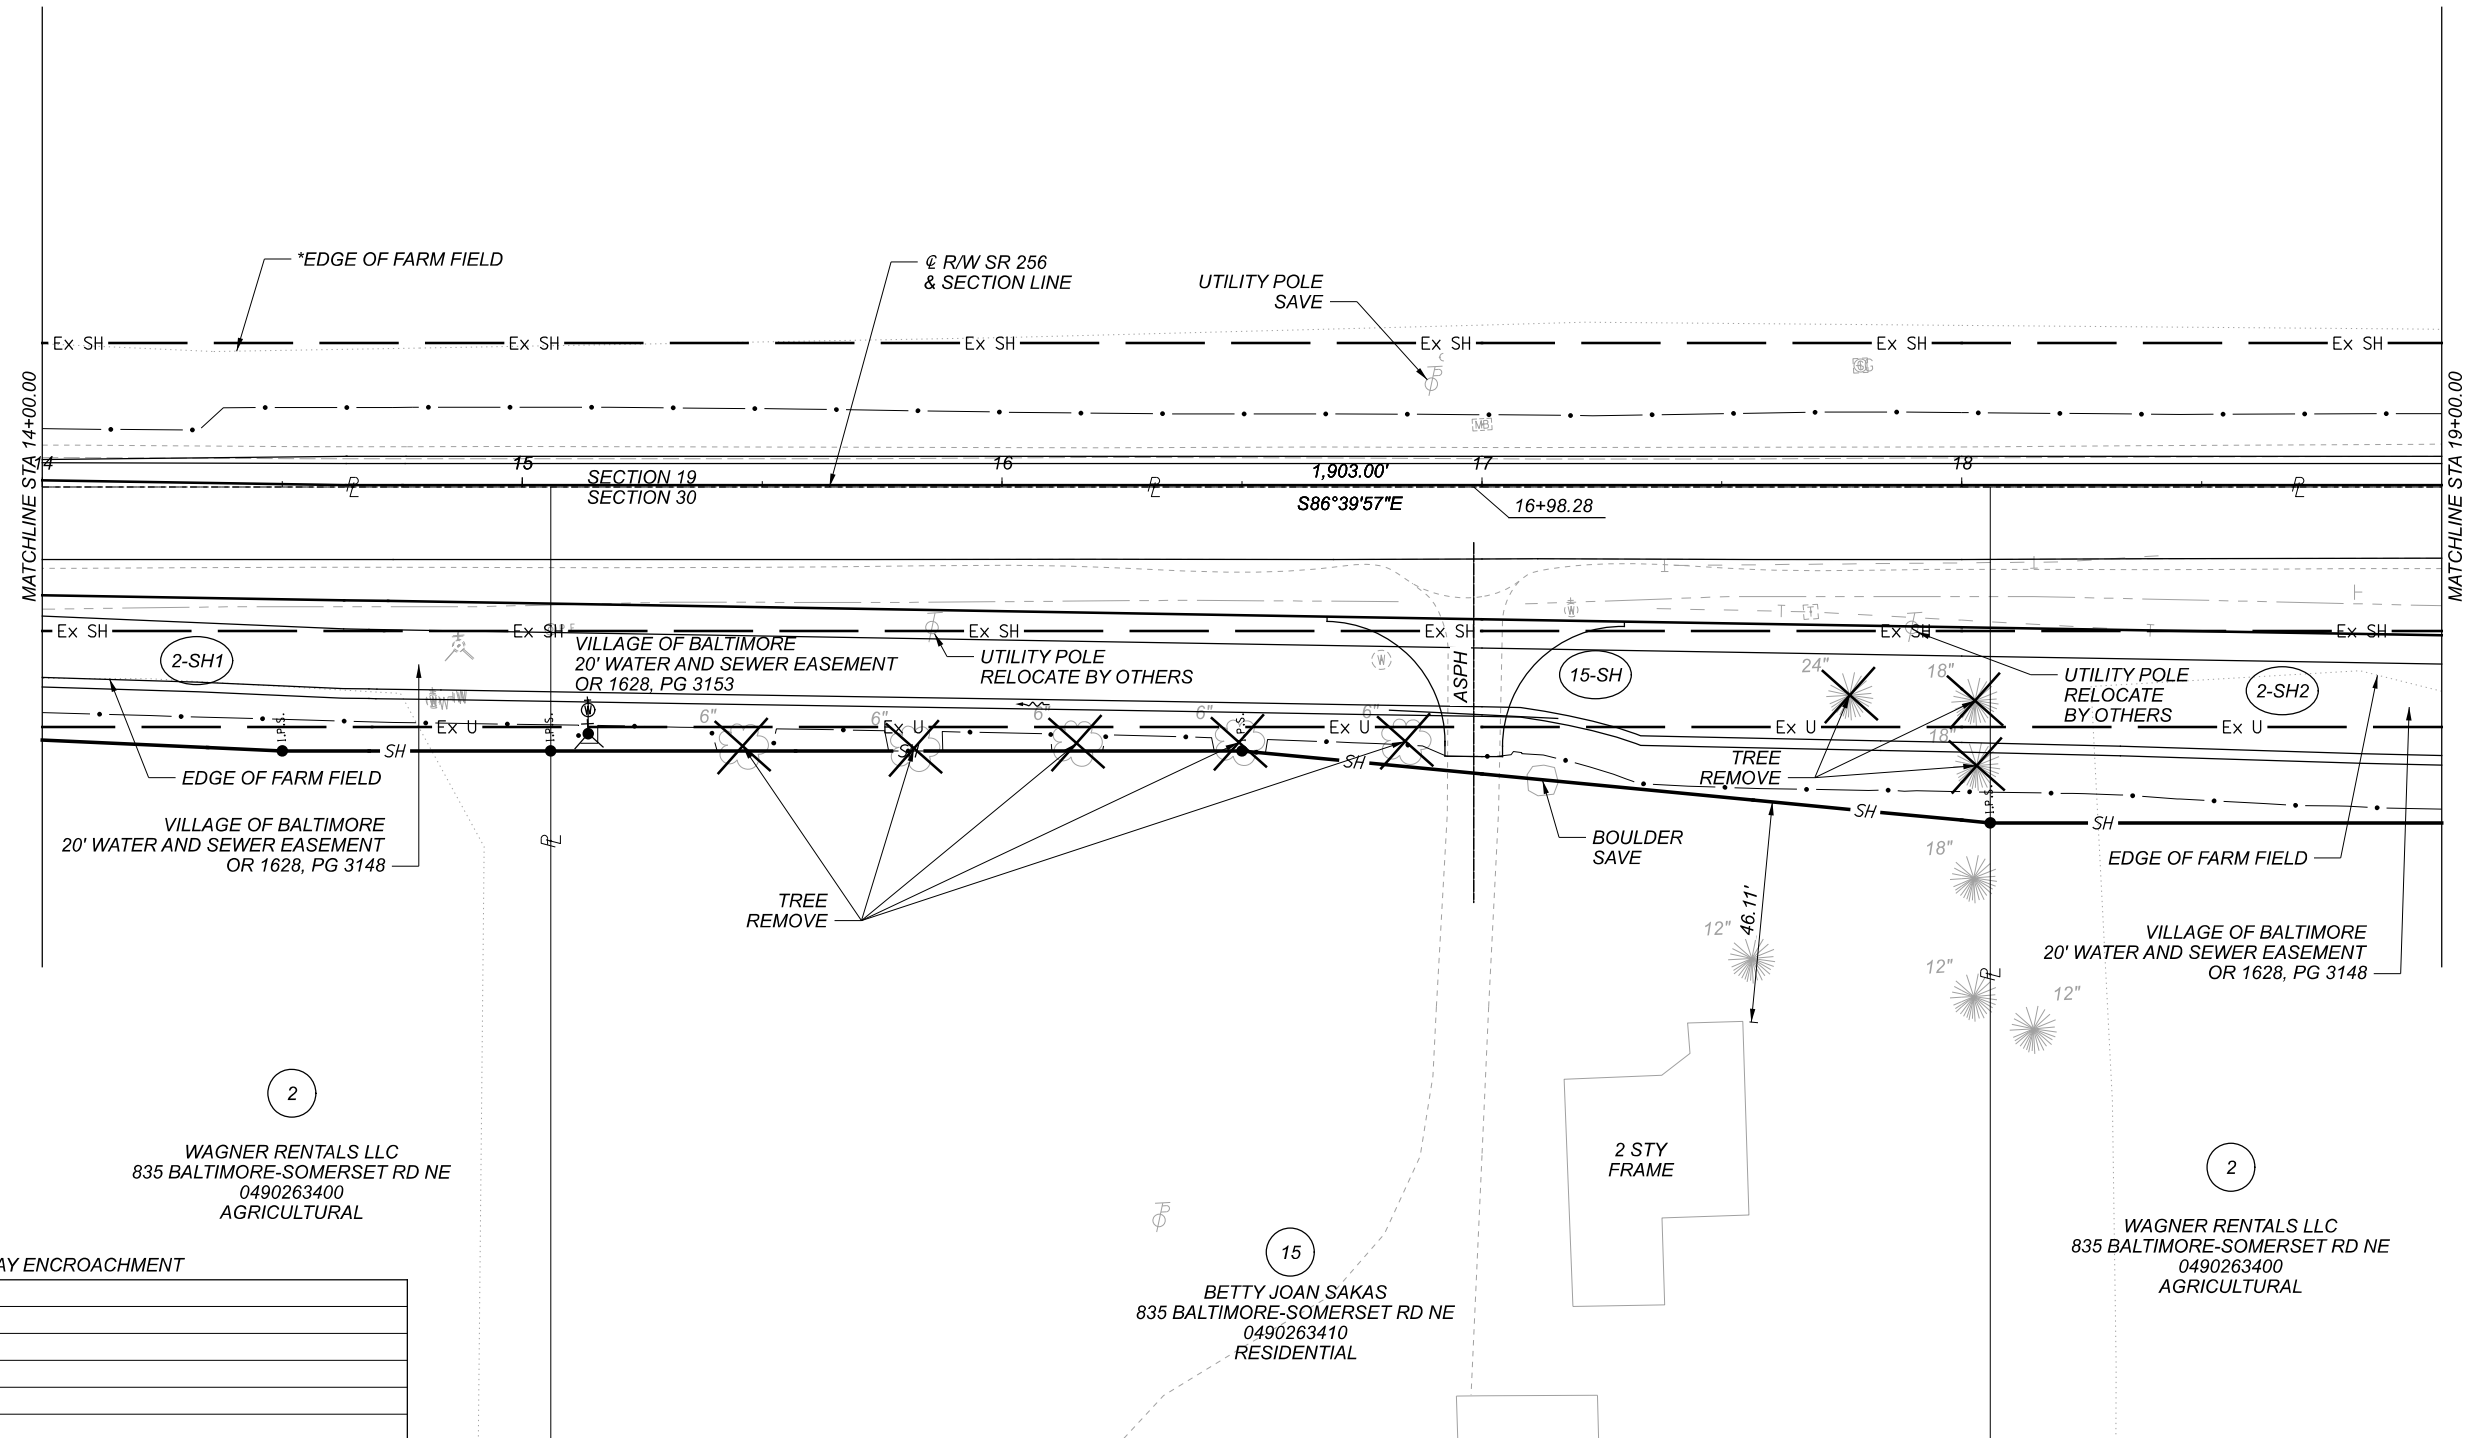 *EDGE OF FARM FIELD
℄ R/W SR 256
& SECTION LINE
UTILITY POLE
SAVE
Ex SH
Ex SH
Ex SH
Ex SH
Ex SH
Ex SH
MATCHLINE STA 14+00.00
MATCHLINE STA 19+00.00
MB
14
15
16
17
18
SECTION 19
SECTION 30
1,903.00'
S86°39'57"E
16+98.28
PL
PL
PL
Ex SH
Ex SH
Ex SH
Ex SH
Ex SH
Ex SH
2-SH1
VILLAGE OF BALTIMORE
20' WATER AND SEWER EASEMENT
OR 1628, PG 3153
UTILITY POLE
RELOCATE BY OTHERS
W
W
T
ASPH
15-SH
24"
18"
18"
UTILITY POLE
RELOCATE
BY OTHERS
2-SH2
W
W
W
6"
6"
6"
6"
6"
Ex U
Ex U
Ex U
Ex U
Ex U
I.P.S.
I.P.S.
I.P.S.
I.P.S.
SH
SH
SH
SH
SH
EDGE OF FARM FIELD
TREE
REMOVE
VILLAGE OF BALTIMORE
20' WATER AND SEWER EASEMENT
OR 1628, PG 3148
PL
BOULDER
SAVE
18"
EDGE OF FARM FIELD
TREE
REMOVE
46.11'
12"
12"
12"
PL
VILLAGE OF BALTIMORE
20' WATER AND SEWER EASEMENT
OR 1628, PG 3148
2
WAGNER RENTALS LLC
835 BALTIMORE-SOMERSET RD NE
0490263400
AGRICULTURAL
2 STY
FRAME
2
WAGNER RENTALS LLC
835 BALTIMORE-SOMERSET RD NE
0490263400
AGRICULTURAL
15
BETTY JOAN SAKAS
835 BALTIMORE-SOMERSET RD NE
0490263410
RESIDENTIAL
AY ENCROACHMENT